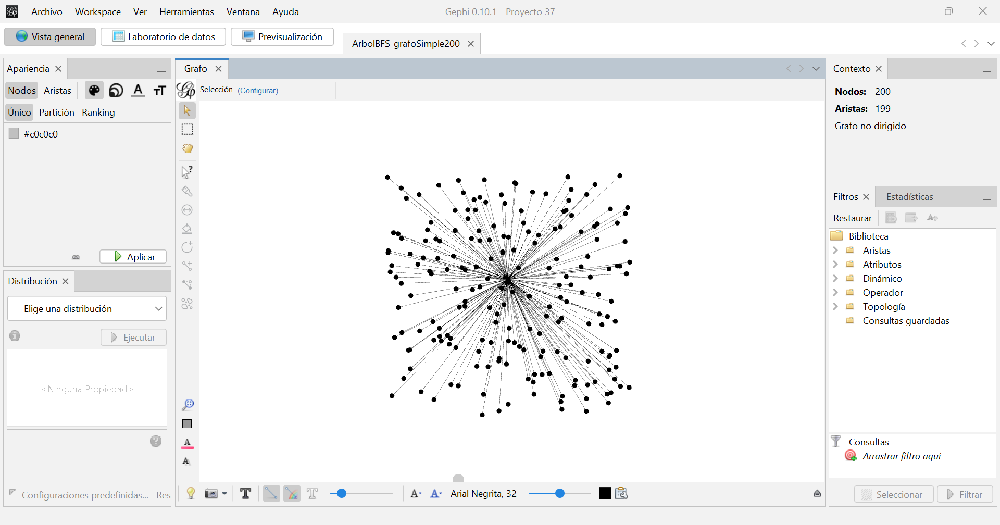 Archivo Workspace Ver Herramientas Ventana Ayuda
Gephi 0.10.1 - Proyecto 37
Vista general
Laboratorio de datos
Previsualización
ArbolBFS_grafoSimple200
Apariencia
Nodos Aristas
Único Partición Ranking
#c0c0c0
Aplicar
Distribución
---Elige una distribución
Ejecutar
<Ninguna Propiedad>
Configuraciones predefinidas... Res
Grafo
Selección (Configurar)
Arial Negrita, 32
Contexto
Nodos: 200
Aristas: 199
Grafo no dirigido
Filtros Estadísticas
Restaurar
Biblioteca
Aristas
Atributos
Dinámico
Operador
Topología
Consultas guardadas
Consultas
Arrastrar filtro aquí
Seleccionar Filtrar